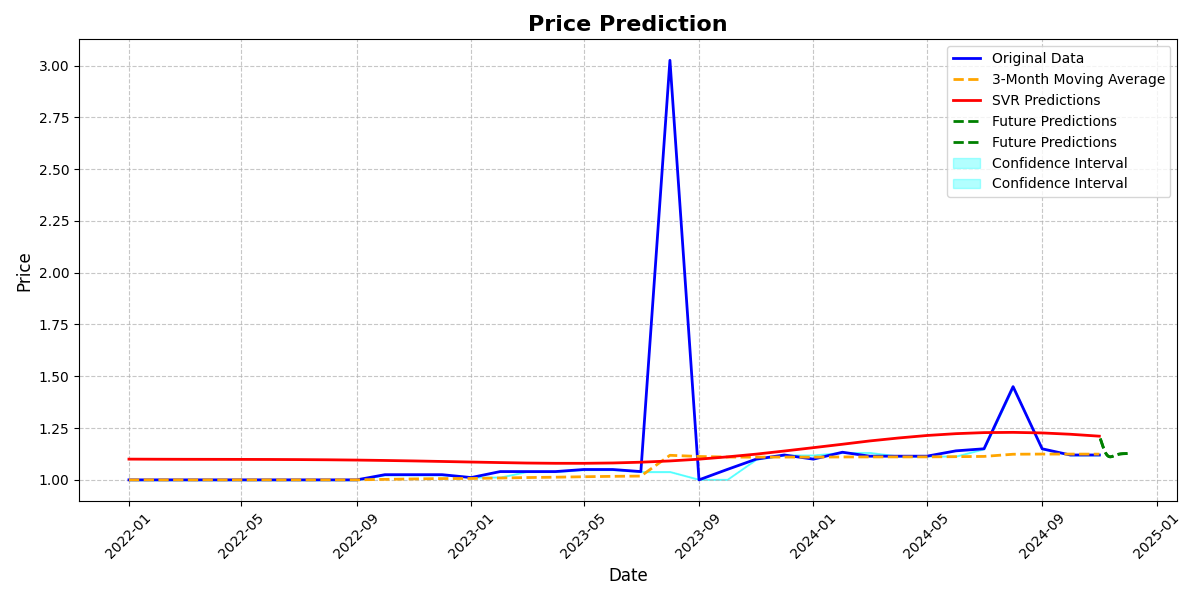 Price Prediction
Original Data
3-Month Moving Average
SVR Predictions
Future Predictions
Future Predictions
Confidence Interval
Confidence Interval
Price
3.00
2.75
2.50
2.25
2.00
1.75
1.50
1.25
1.00
2022-01
2022-05
2022-09
2023-01
2023-05
2023-09
2024-01
2024-05
2024-09
2025-01
Date